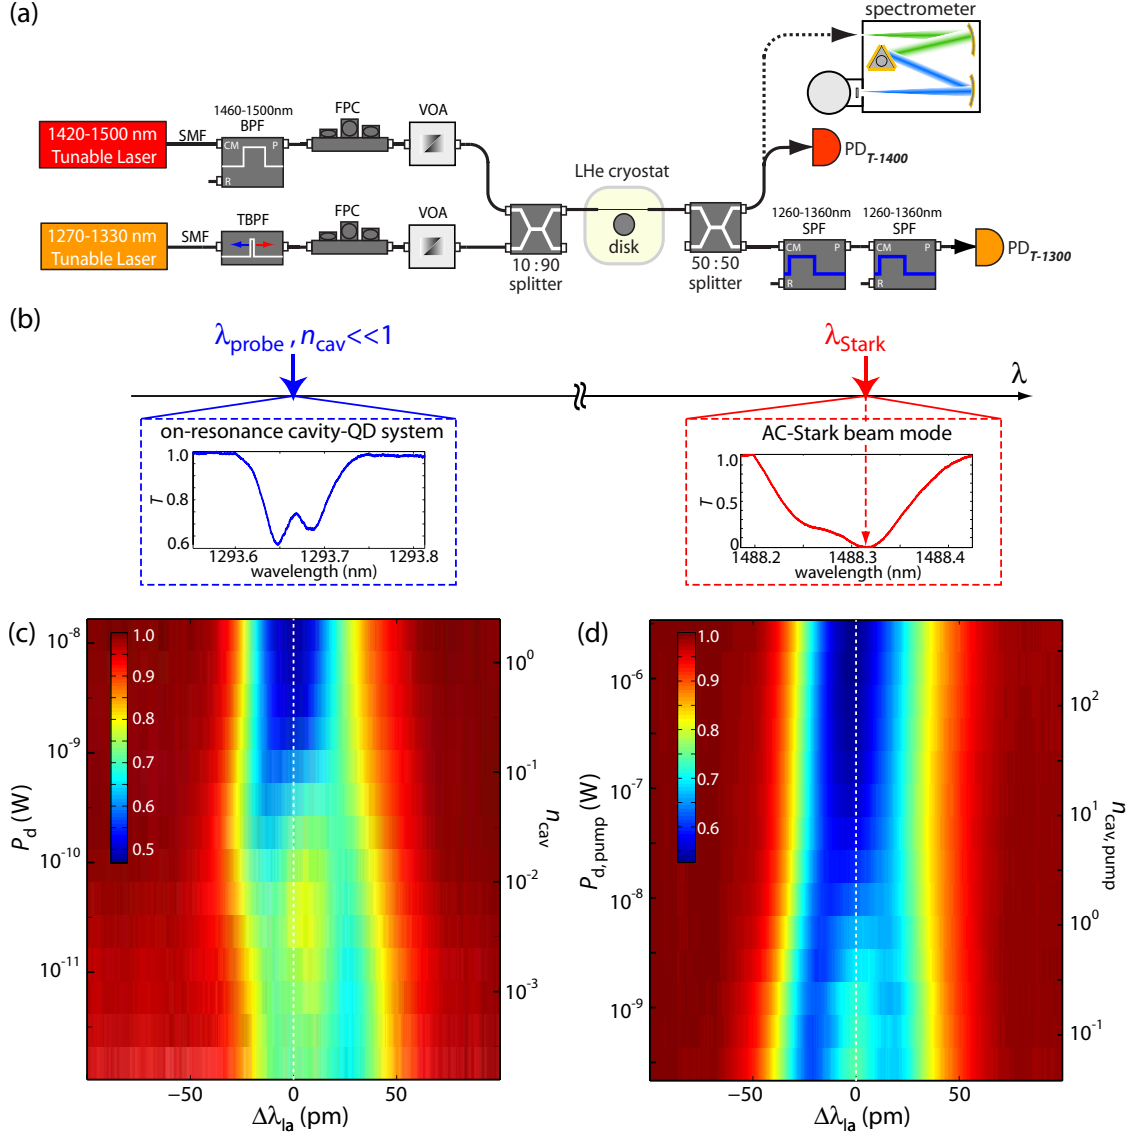 (a)
spectrometer
1420-1500 nm
Tunable Laser
SMF
1460-1500nm
BPF
CM
P
R
FPC
VOA
PD T-1400
LHe cryostat
disk
1270-1330 nm
Tunable Laser
SMF
TBPF
FPC
VOA
10:90
splitter
50:50
splitter
1260-1360nm
SPF
CM
P
R
1260-1360nm
SPF
CM
P
R
PD T-1300
(b)
λprobe , ncav<<1
λStark
λ
on-resonance cavity-QD system
1.0
0.8
0.6
T
1293.6
1293.7
1293.8
wavelength (nm)
AC-Stark beam mode
1.0
0.5
0
T
1488.2
1488.3
1488.4
wavelength (nm)
(c)
10-8
10-9
10-10
10-11
Pd (W)
1.0
0.9
0.8
0.7
0.6
0.5
100
10-1
10-2
10-3
ncav
−50
0
50
Δλla (pm)
(d)
10-6
10-7
10-8
10-9
Pd,pump (W)
1.0
0.9
0.8
0.7
0.6
102
101
100
10-1
ncav, pump
−50
0
50
Δλla (pm)